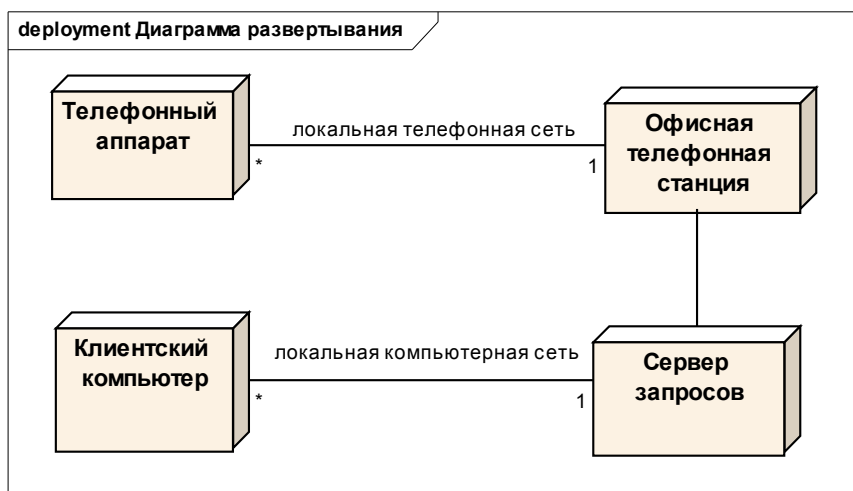 deployment Диаграмма развертывания
Телефонный
аппарат
локальная телефонная сеть
*
1
Офисная
телефонная
станция
Клиентский
компьютер
локальная компьютерная сеть
*
1
Сервер
запросов